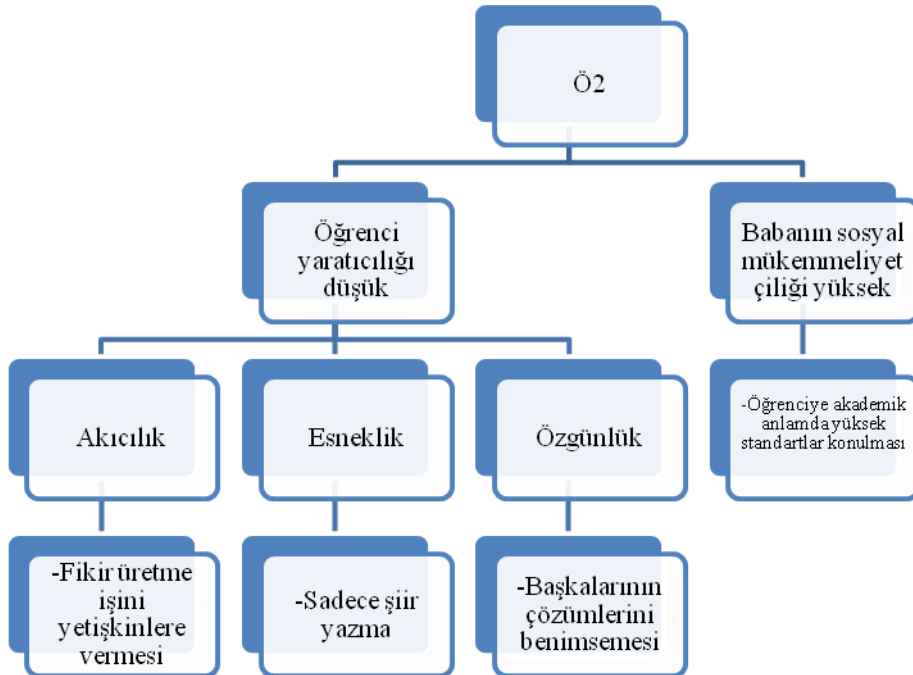 Ö2
Öğrenci
yaratıcılığı
düşük
Babanın sosyal
mükemmeliyet
çiliği yüksek
Akıcılık
Esneklik
Özgünlük
-Öğrenciye akademik
anlamda yüksek
standartlar konulması
-Fikir üretme
işini
yetişkinlere
vermesi
-Sadece şiir
yazma
-Başkalarının
çözümlerini
benimsemesi